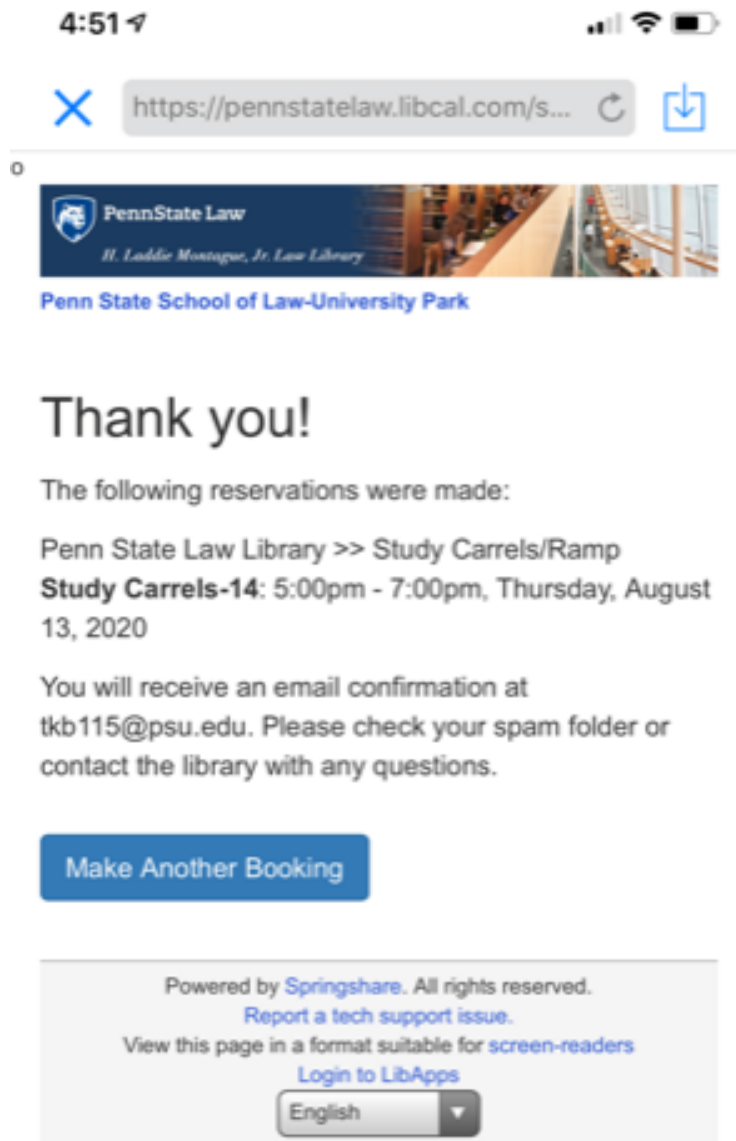 4:51
https://pennstatelaw.libcal.com/s...
o
PennState Law
H. Laddie Montague, Jr. Law Library
Penn State School of Law-University Park
Thank you!
The following reservations were made:
Penn State Law Library >> Study Carrels/Ramp
Study Carrels-14: 5:00pm - 7:00pm, Thursday, August
13, 2020
You will receive an email confirmation at
tkb115@psu.edu. Please check your spam folder or
contact the library with any questions.
Make Another Booking
Powered by Springshare. All rights reserved.
Report a tech support issue.
View this page in a format suitable for screen-readers
Login to LibApps
English